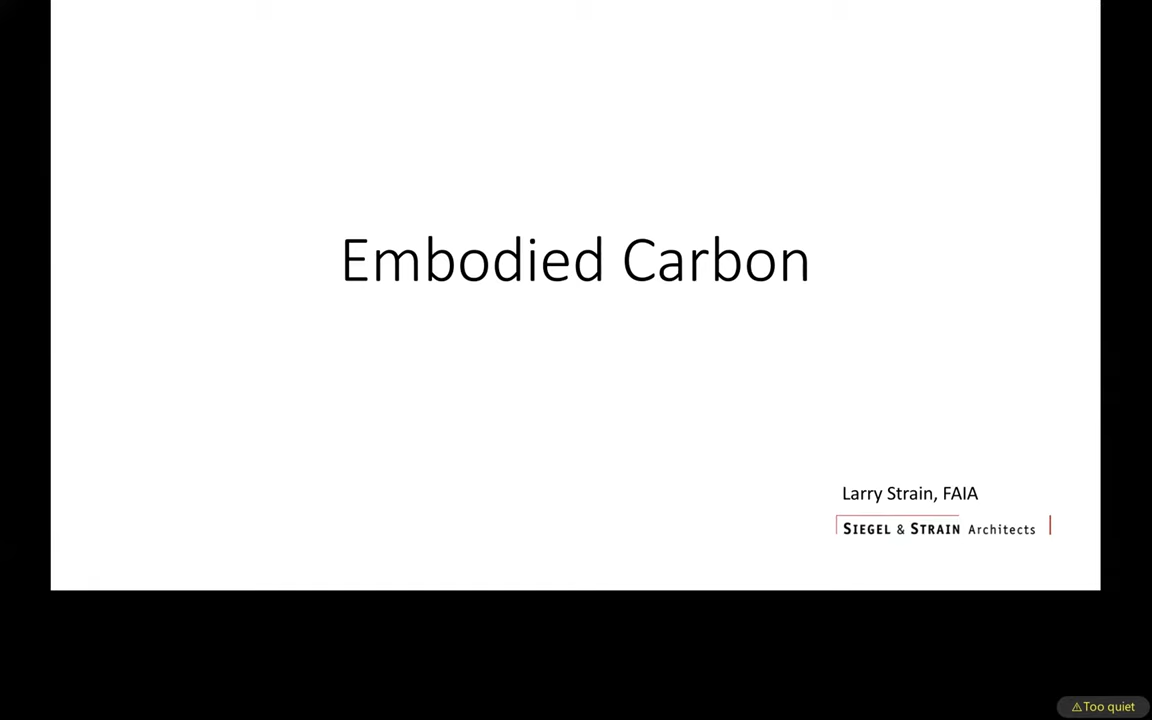 Embodied Carbon
Larry Strain, FAIA
SIEGEL & STRAIN Architects
⚠Too quiet